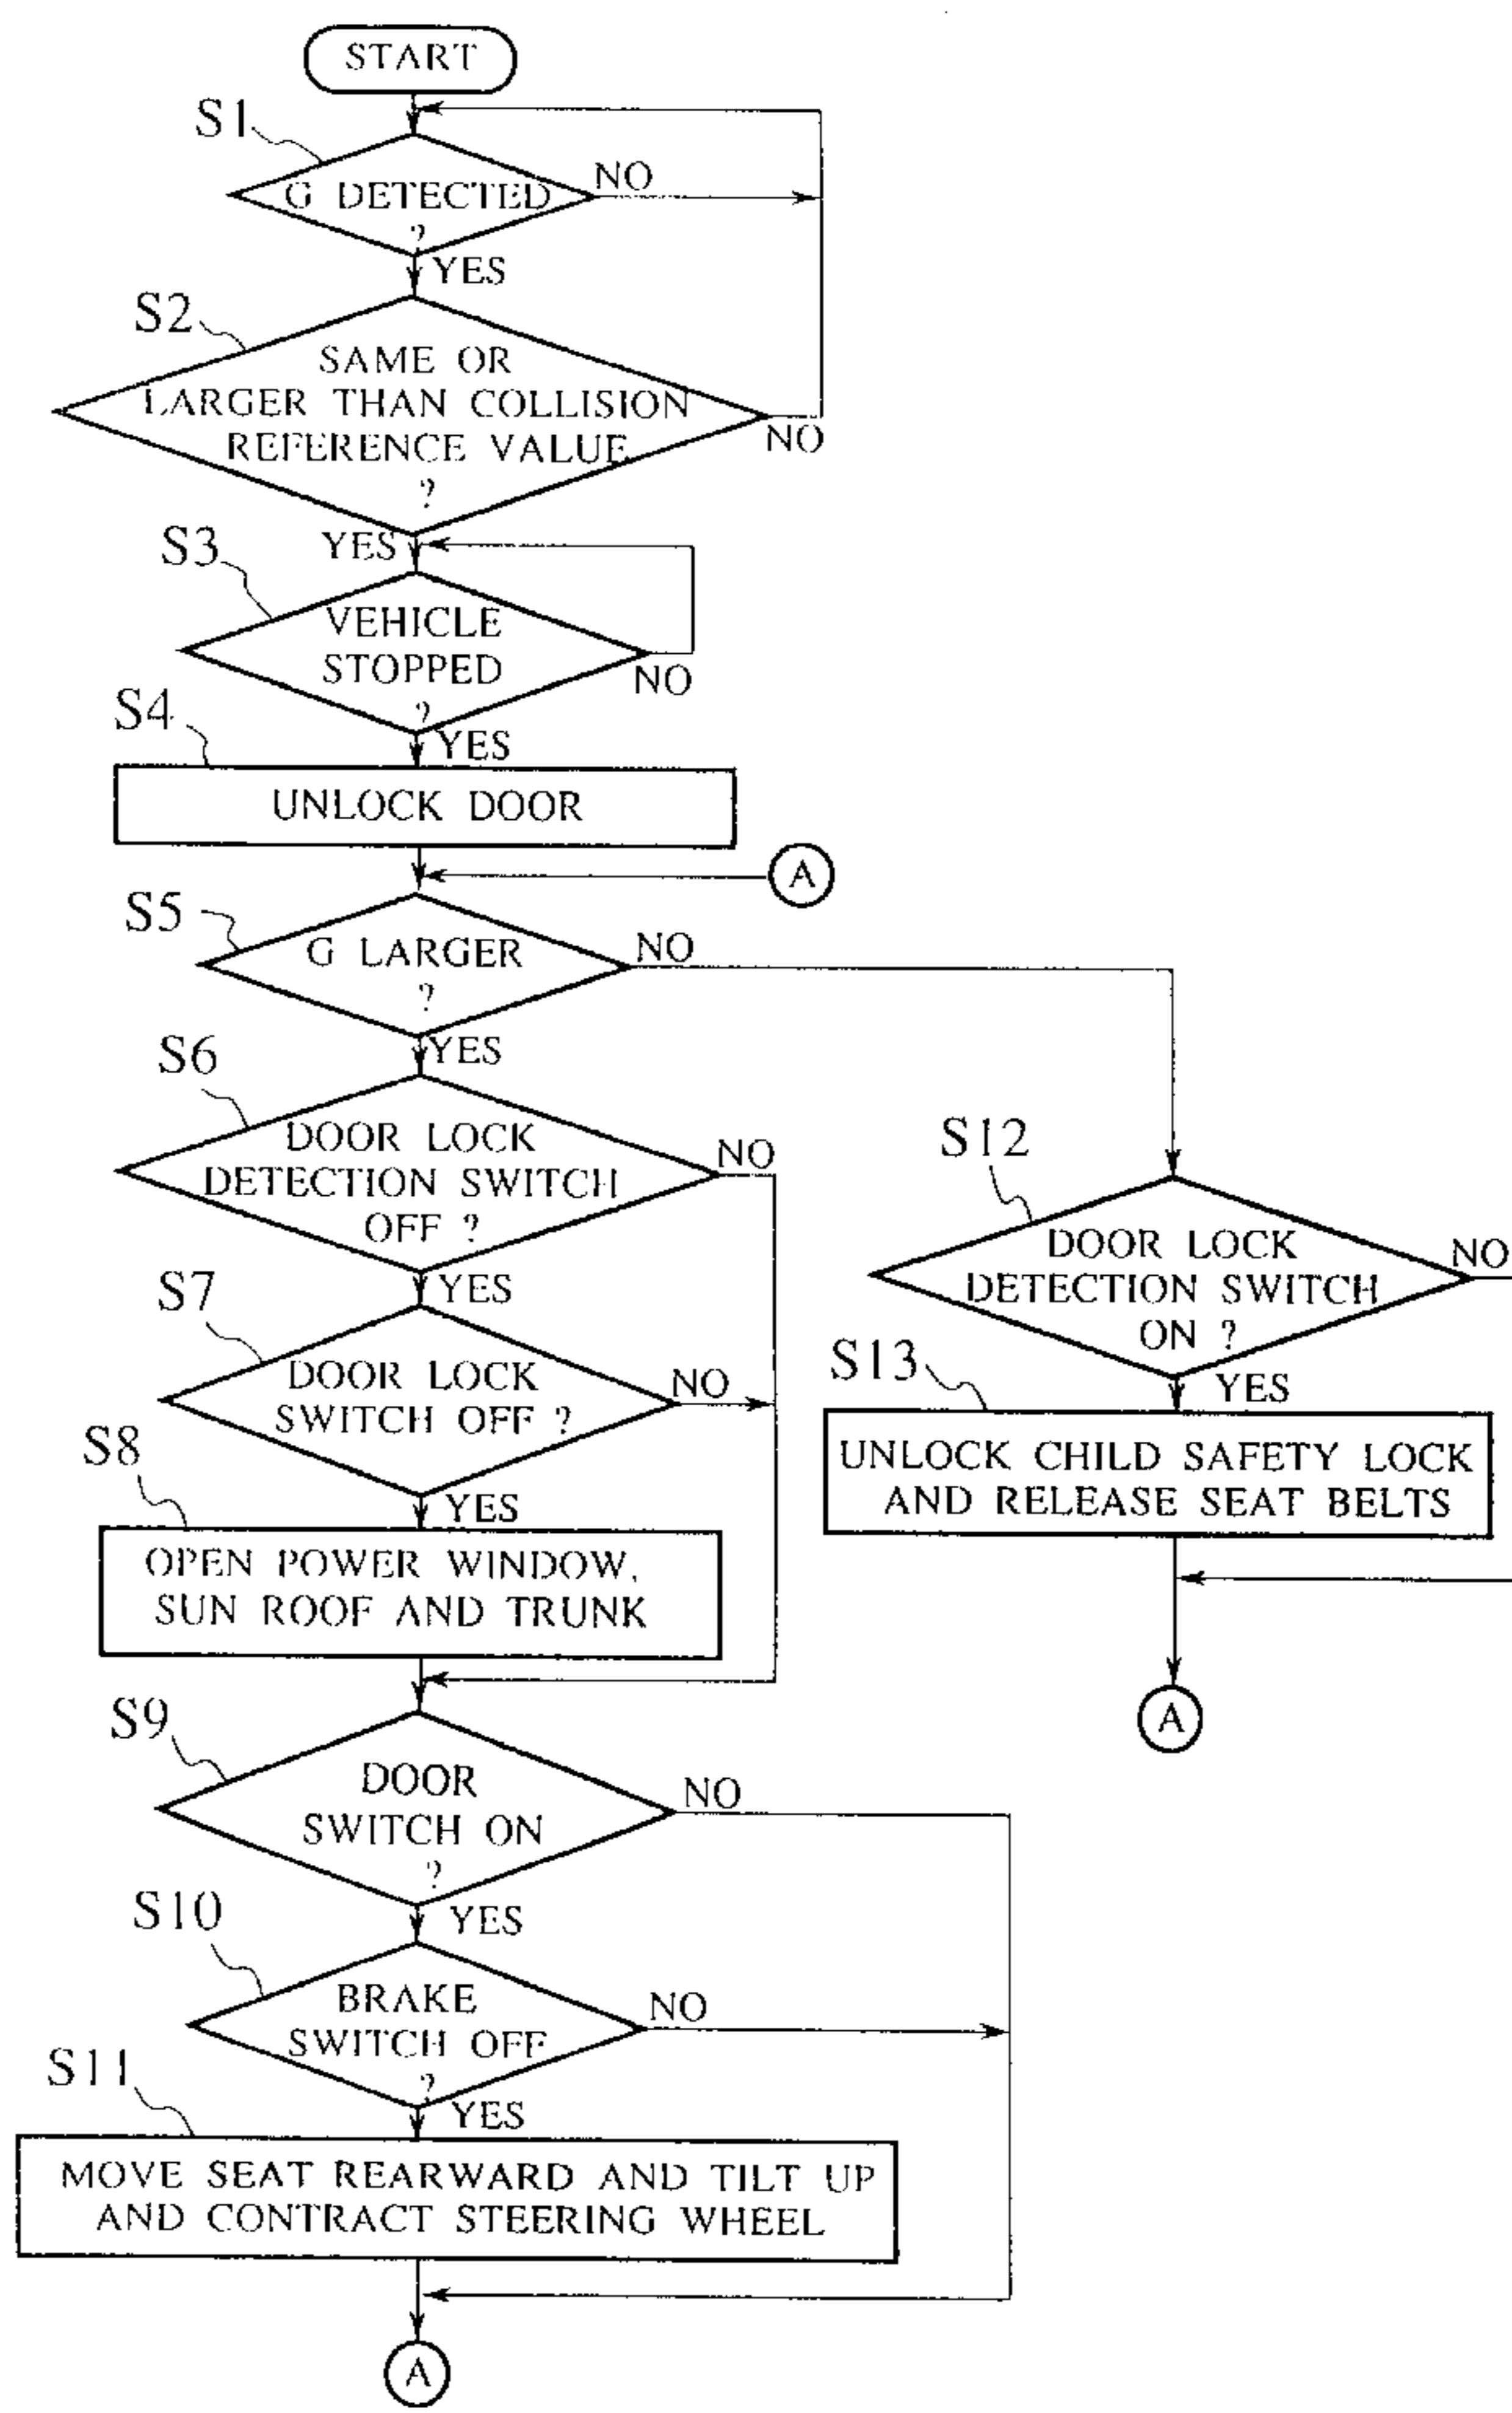 START
S1
G DETECTED
?
NO
YES
S2
SAME OR
LARGER THAN COLLISION
REFERENCE VALUE
?
NO
YES
S3
VEHICLE
STOPPED
?
NO
YES
S4
UNLOCK DOOR
A
S5
G LARGER
?
NO
YES
S6
DOOR LOCK
DETECTION SWITCH
OFF ?
NO
YES
S7
DOOR LOCK
SWITCH OFF ?
NO
YES
S8
OPEN POWER WINDOW,
SUN ROOF AND TRUNK
S12
DOOR LOCK
DETECTION SWITCH
ON ?
NO
YES
S13
UNLOCK CHILD SAFETY LOCK
AND RELEASE SEAT BELTS
A
S9
DOOR
SWITCH ON
?
NO
YES
S10
BRAKE
SWITCH OFF
?
NO
YES
S11
MOVE SEAT REARWARD AND TILT UP
AND CONTRACT STEERING WHEEL
A